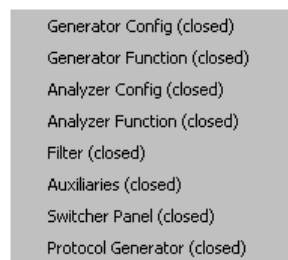 Generator Config (closed)
Generator Function (closed)
Analyzer Config (closed)
Analyzer Function (closed)
Filter (closed)
Auxiliaries (closed)
Switcher Panel (closed)
Protocol Generator (closed)